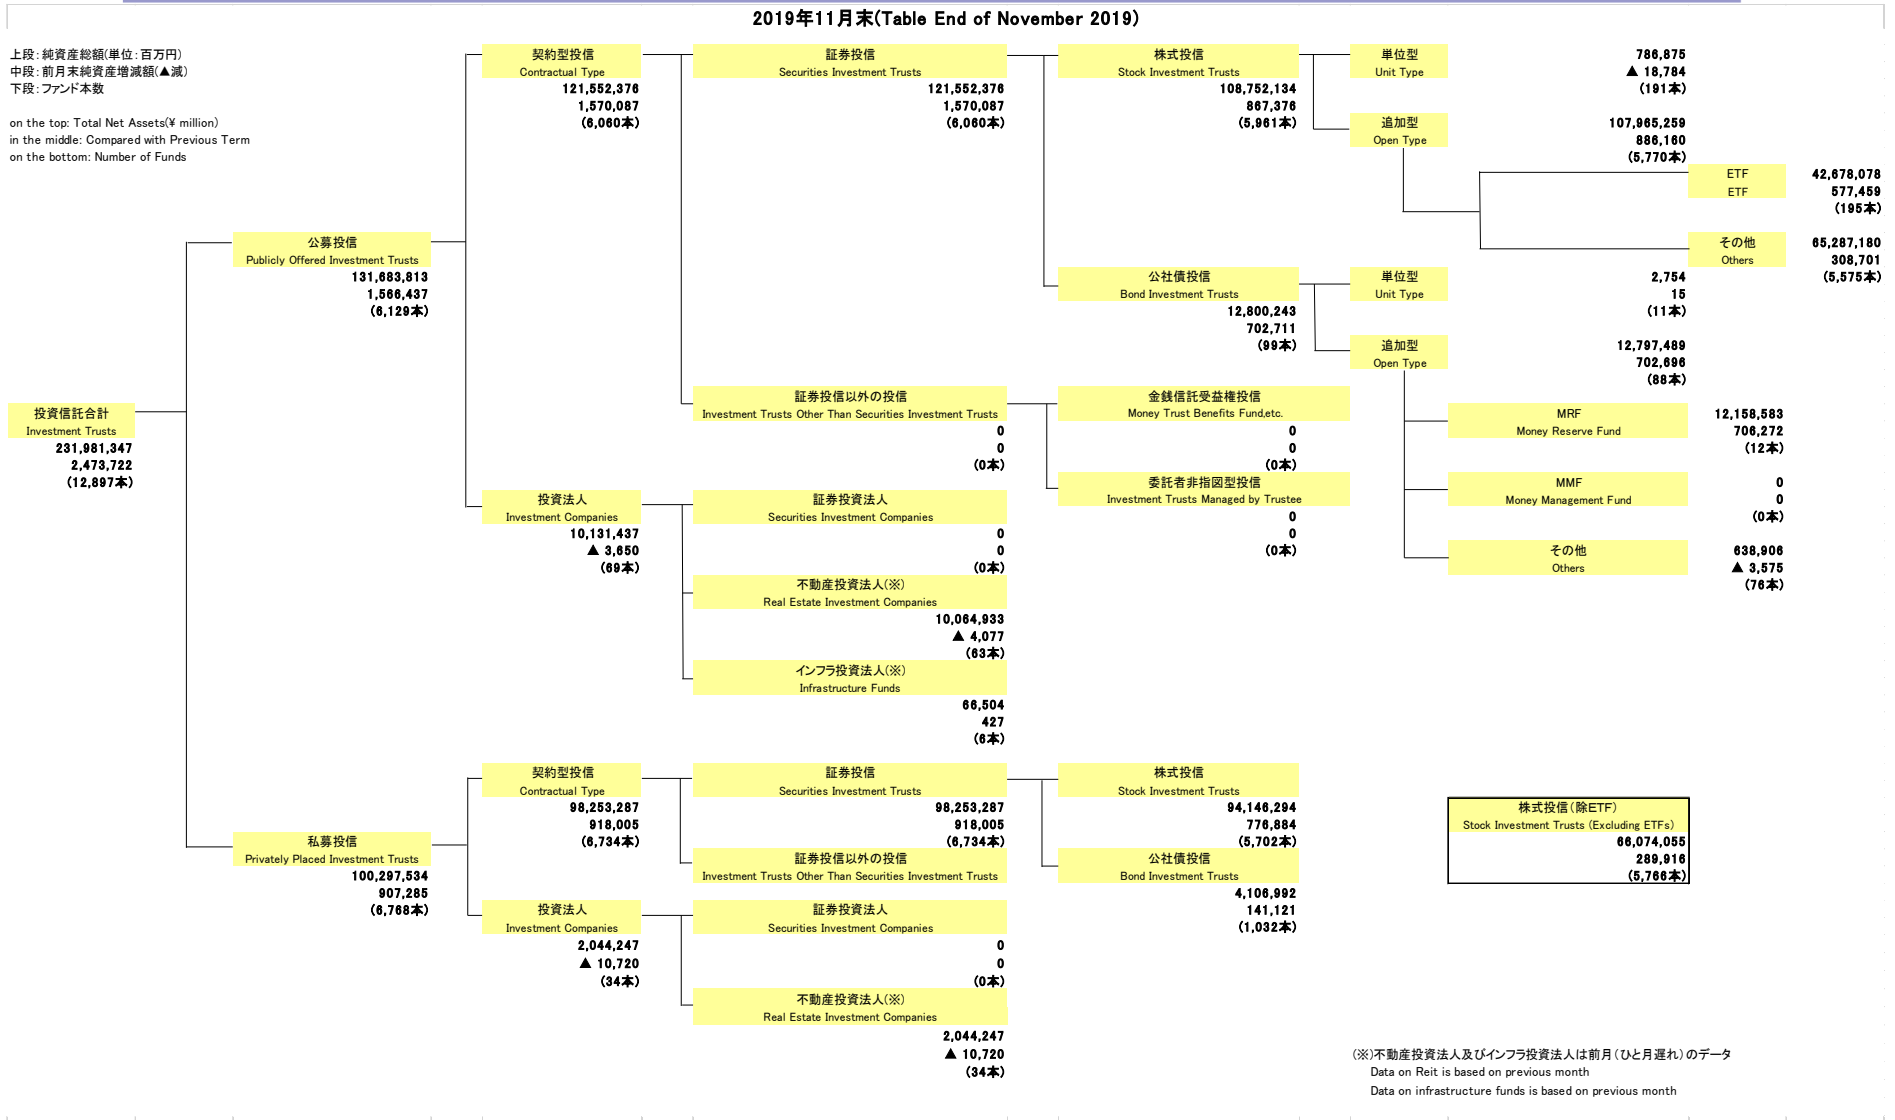 2019年11月末(Table End of November 2019)
上段:純資産総額(単位:百万円)
中段:前月末純資産増減額(▲減)
下段:ファンド本数
on the top: Total Net Assets(¥ million)
in the middle: Compared with Previous Term
on the bottom: Number of Funds
投資信託合計
Investment Trusts
231,981,347
2,473,722
(12,897本)
公募投信
Publicly Offered Investment Trusts
131,683,813
1,566,437
(6,129本)
契約型投信
Contractual Type
121,552,376
1,570,087
(6,060本)
証券投信
Securities Investment Trusts
121,552,376
1,570,087
(6,060本)
株式投信
Stock Investment Trusts
108,752,134
867,376
(5,961本)
単位型
Unit Type
786,875
▲ 18,784
(191本)
追加型
Open Type
107,965,259
886,160
(5,770本)
ETF
ETF
42,678,078
577,459
(195本)
その他
Others
65,287,180
308,701
(5,575本)
公社債投信
Bond Investment Trusts
12,800,243
702,711
(99本)
単位型
Unit Type
2,754
15
(11本)
追加型
Open Type
12,797,489
702,696
(88本)
MRF
Money Reserve Fund
12,158,583
706,272
(12本)
MMF
Money Management Fund
0
0
(0本)
その他
Others
638,906
▲ 3,575
(76本)
証券投信以外の投信
Investment Trusts Other Than Securities Investment Trusts
0
0
(0本)
金銭信託受益権投信
Money Trust Benefits Fund,etc.
0
0
(0本)
委託者非指図型投信
Investment Trusts Managed by Trustee
0
0
(0本)
投資法人
Investment Companies
10,131,437
▲ 3,650
(69本)
証券投資法人
Securities Investment Companies
0
0
(0本)
不動産投資法人(※)
Real Estate Investment Companies
10,064,933
▲ 4,077
(63本)
インフラ投資法人(※)
Infrastructure Funds
66,504
427
(6本)
私募投信
Privately Placed Investment Trusts
100,297,534
907,285
(6,768本)
契約型投信
Contractual Type
98,253,287
918,005
(6,734本)
証券投信
Securities Investment Trusts
98,253,287
918,005
(6,734本)
株式投信
Stock Investment Trusts
94,146,294
776,884
(5,702本)
公社債投信
Bond Investment Trusts
4,106,992
141,121
(1,032本)
証券投信以外の投信
Investment Trusts Other Than Securities Investment Trusts
投資法人
Investment Companies
2,044,247
▲ 10,720
(34本)
証券投資法人
Securities Investment Companies
0
0
(0本)
不動産投資法人(※)
Real Estate Investment Companies
2,044,247
▲ 10,720
(34本)
株式投信(除ETF)
Stock Investment Trusts (Excluding ETFs)
66,074,055
289,916
(5,766本)
(※)不動産投資法人及びインフラ投資法人は前月(ひと月遅れ)のデータ
Data on Reit is based on previous month
Data on infrastructure funds is based on previous month